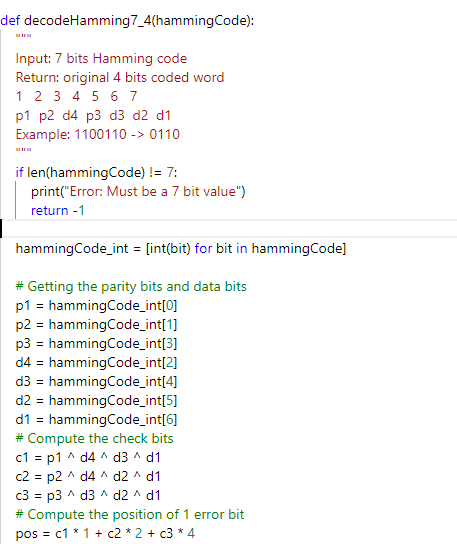 def decodeHamming7_4(hammingCode):
    """
    Input: 7 bits Hamming code
    Return: original 4 bits coded word
    1   2   3   4   5   6   7
    p1  p2  d4  p3  d3  d2  d1
    Example: 1100110 -> 0110
    """
    if len(hammingCode) != 7:
        print("Error: Must be a 7 bit value")
        return -1
    hammingCode_int = [int(bit) for bit in hammingCode]
    # Getting the parity bits and data bits
    p1 = hammingCode_int[0]
    p2 = hammingCode_int[1]
    p3 = hammingCode_int[3]
    d4 = hammingCode_int[2]
    d3 = hammingCode_int[4]
    d2 = hammingCode_int[5]
    d1 = hammingCode_int[6]
    # Compute the check bits
    c1 = p1 ^ d4 ^ d3 ^ d1
    c2 = p2 ^ d4 ^ d2 ^ d1
    c3 = p3 ^ d3 ^ d2 ^ d1
    # Compute the position of 1 error bit
    pos = c1 * 1 + c2 * 2 + c3 * 4